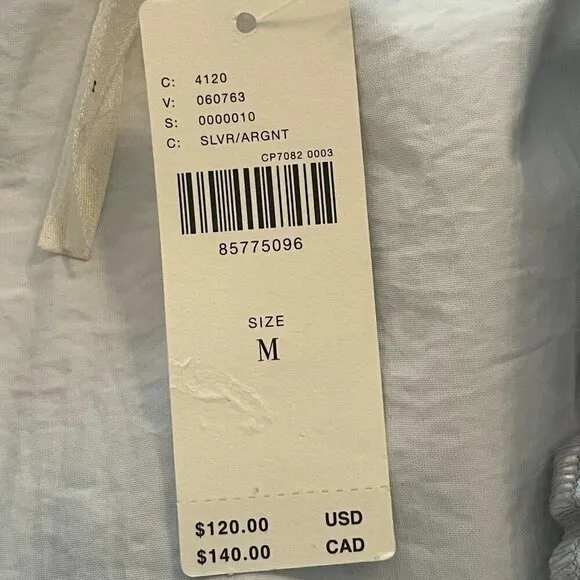 C: 4120
V: 060763
S: 0000010
C: SLVR/ARGNT
CP7082 0003
85775096
SIZE
M
$120.00 USD
$140.00 CAD